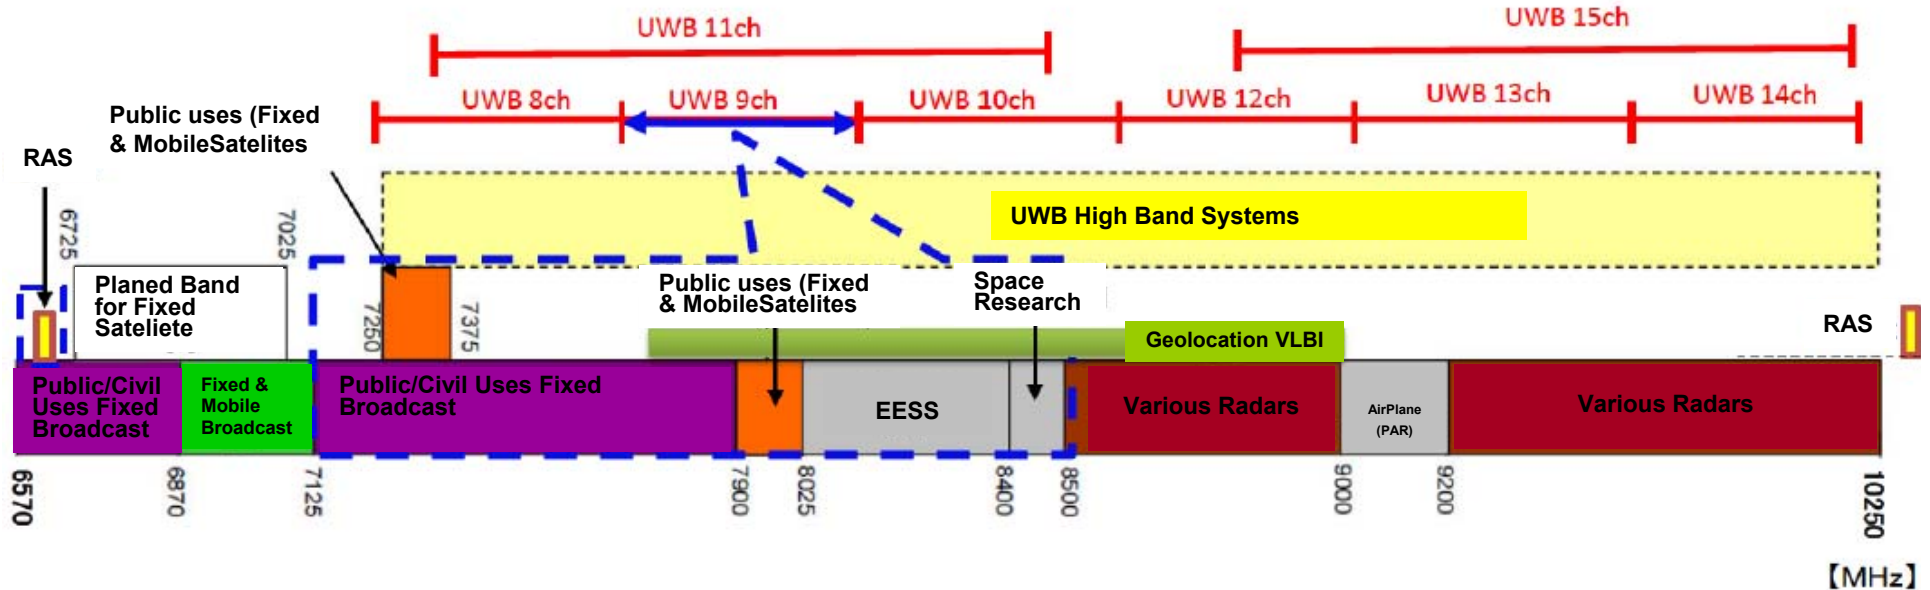 UWB 15ch
UWB 11ch
UWB 8ch
UWB 9ch
UWB 10ch
UWB 12ch
UWB 13ch
UWB 14ch
Public uses (Fixed
& MobileSatelites
RAS
UWB High Band Systems
6725
7025
Planed Band
for Fixed
Sateliete
7250
7375
Public uses (Fixed
& MobileSatelites
Space
Research
Geolocation VLBI
RAS
Public/Civil
Uses Fixed
Broadcast
Fixed &
Mobile
Broadcast
Public/Civil Uses Fixed
Broadcast
EESS
Various Radars
AirPlane
(PAR)
Various Radars
6570
6870
7125
7900
8025
8400
8500
9000
9200
10250
【MHz】